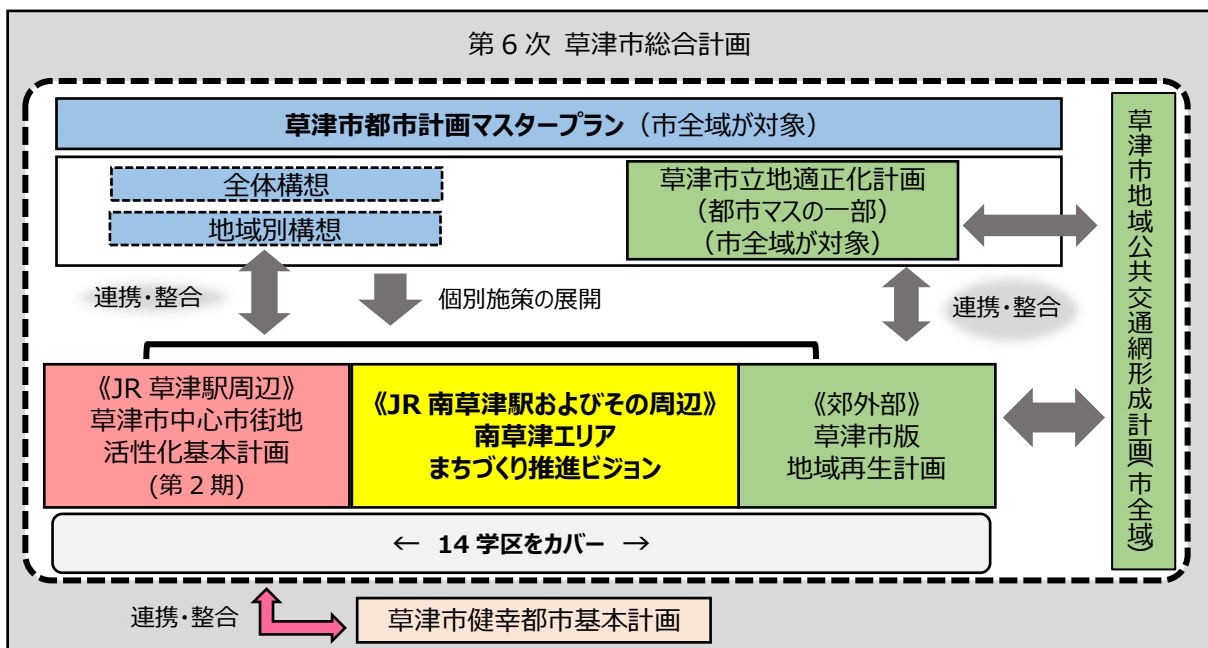 第６次 草津市総合計画
草津市都市計画マスタープラン（市全域が対象）
全体構想
地域別構想
草津市立地適正化計画
（都市マスの一部）
（市全域が対象）
草津市地域公共交通網形成計画（市全域）
連携・整合
個別施策の展開
連携・整合
《JR 草津駅周辺》
草津市中心市街地
活性化基本計画
(第２期)
《JR 南草津駅およびその周辺》
南草津エリア
まちづくり推進ビジョン
《郊外部》
草津市版
地域再生計画
← 14 学区をカバー →
連携・整合
草津市健幸都市基本計画